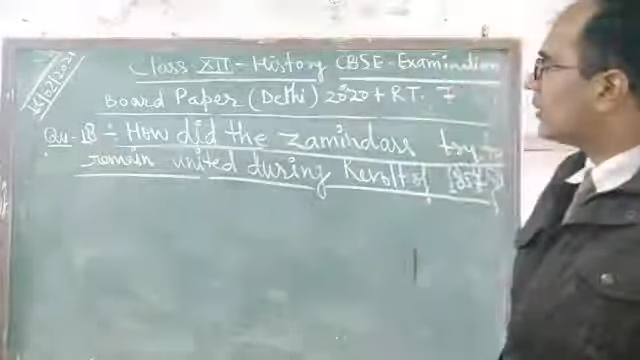 Class XII - History CBSE - Examination
Board Paper (Delhi) 2020 + R.T. 7
Qu- 18 ÷ How did the zamindars try to
remain united during Revolt of 1857 ?